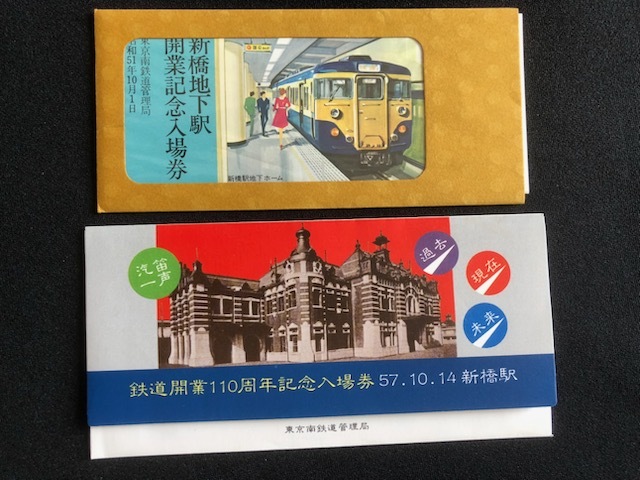 新橋地下駅
開業記念入場券
東京南鉄道管理局
昭和51年10月1日
新橋駅地下ホーム
汽笛
一声
過去
現在
未来
鉄道開業110周年記念入場券 57.10.14 新橋駅
東京南鉄道管理局